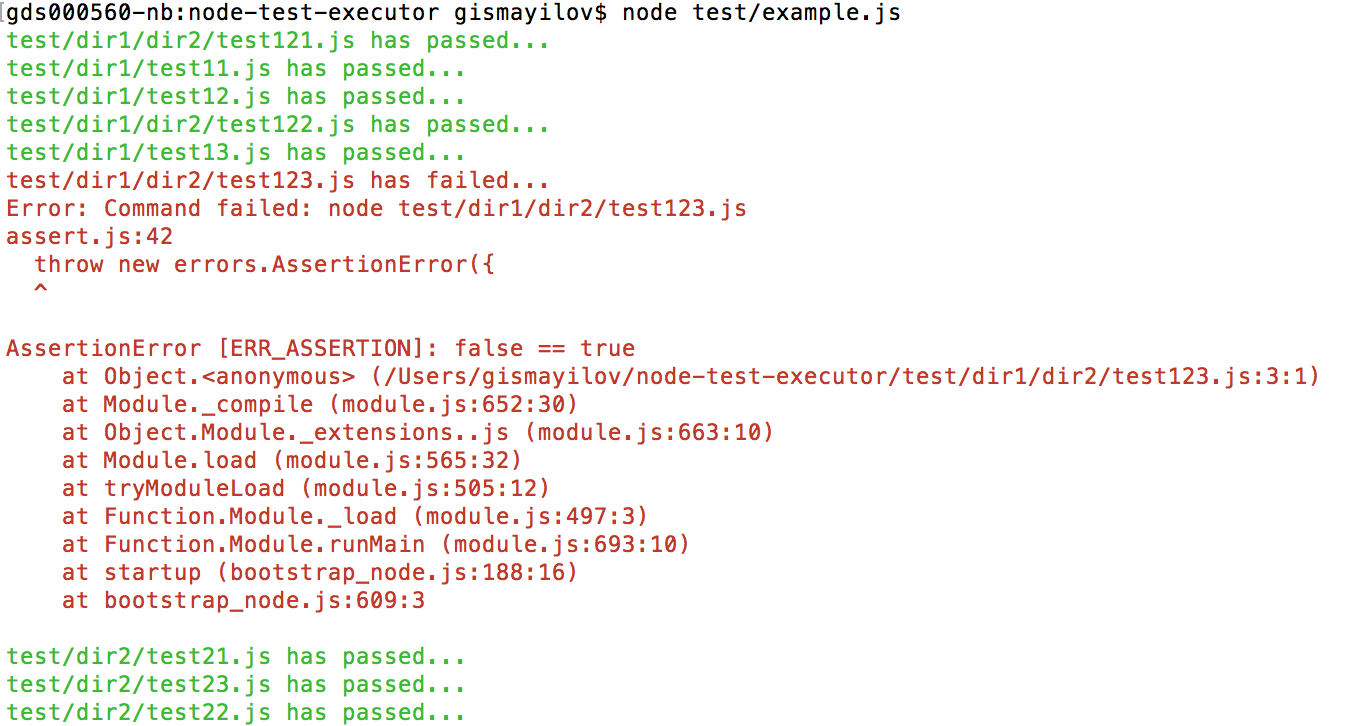 gds000560-nb:node-test-executor gismayilov$ node test/example.js
test/dir1/dir2/test121.js has passed...
test/dir1/test11.js has passed...
test/dir1/test12.js has passed...
test/dir1/dir2/test122.js has passed...
test/dir1/test13.js has passed...
test/dir1/dir2/test123.js has failed...
Error: Command failed: node test/dir1/dir2/test123.js
assert.js:42
  throw new errors.AssertionError({
  ^

AssertionError [ERR_ASSERTION]: false == true
    at Object.<anonymous> (/Users/gismayilov/node-test-executor/test/dir1/dir2/test123.js:3:1)
    at Module._compile (module.js:652:30)
    at Object.Module._extensions..js (module.js:663:10)
    at Module.load (module.js:565:32)
    at tryModuleLoad (module.js:505:12)
    at Function.Module._load (module.js:497:3)
    at Function.Module.runMain (module.js:693:10)
    at startup (bootstrap_node.js:188:16)
    at bootstrap_node.js:609:3

test/dir2/test21.js has passed...
test/dir2/test23.js has passed...
test/dir2/test22.js has passed...